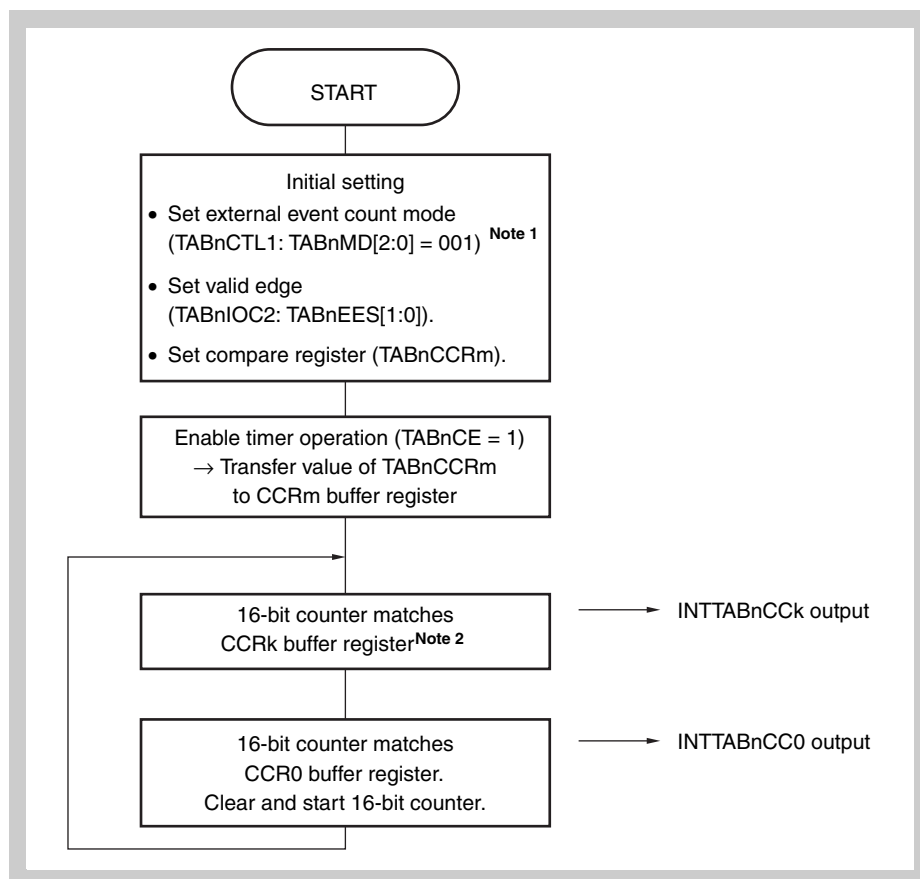 START
Initial setting
• Set external event count mode
(TABnCTL1: TABnMD[2:0] = 001) Note 1
• Set valid edge
(TABnIOC2: TABnEES[1:0]).
• Set compare register (TABnCCRm).
Enable timer operation (TABnCE = 1)
→ Transfer value of TABnCCRm
to CCRm buffer register
16-bit counter matches
CCRk buffer registerNote 2
INTTABnCCk output
16-bit counter matches
CCR0 buffer register.
Clear and start 16-bit counter.
INTTABnCC0 output